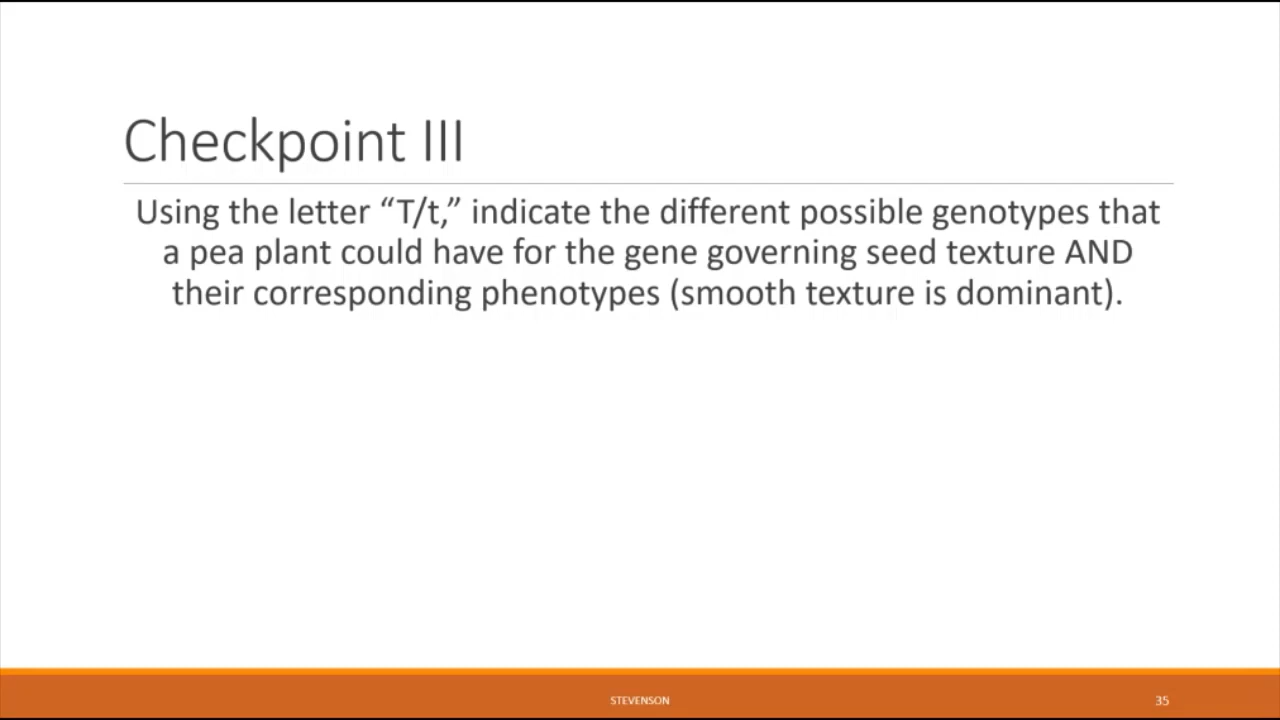 Checkpoint III
Using the letter “T/t,” indicate the different possible genotypes that
a pea plant could have for the gene governing seed texture AND
their corresponding phenotypes (smooth texture is dominant).
STEVENSON
35